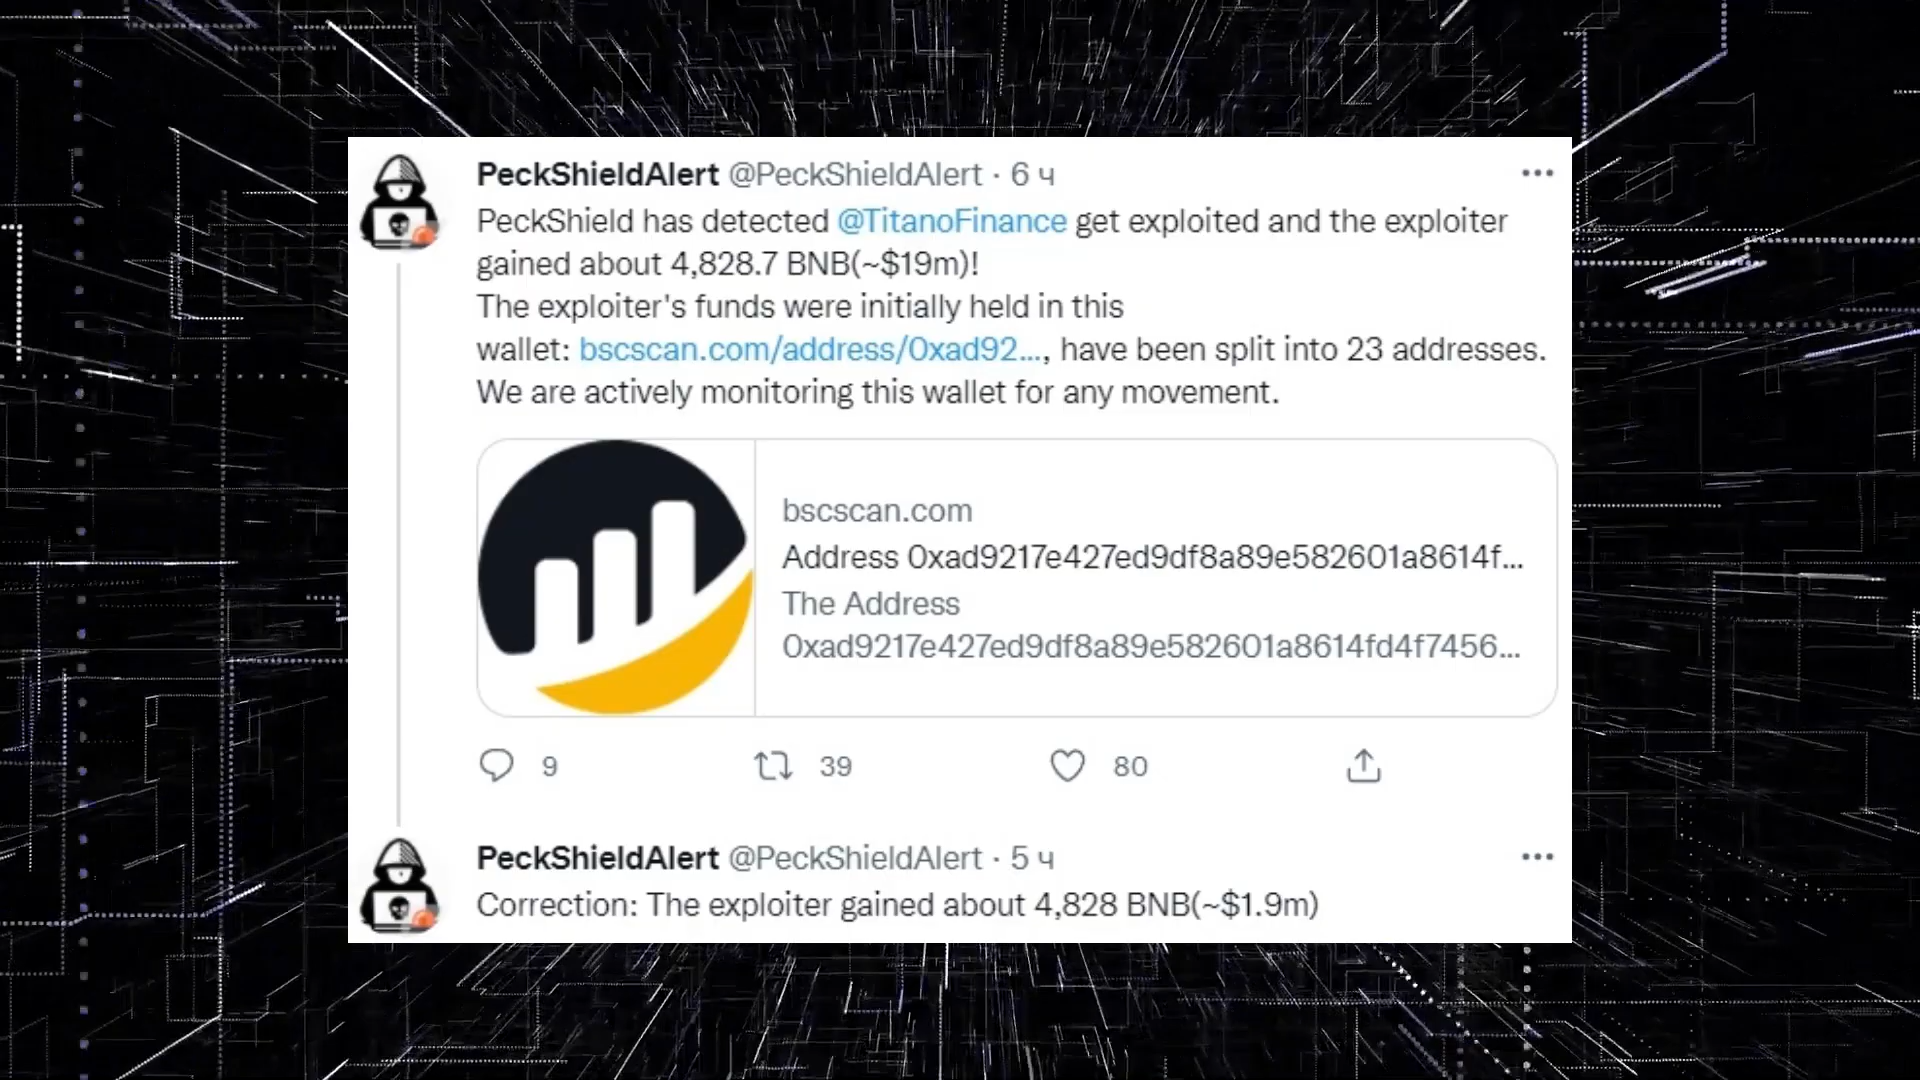 PeckShieldAlert @PeckShieldAlert · 6 ч
PeckShield has detected @TitanoFinance get exploited and the exploiter
gained about 4,828.7 BNB(~$19m)!
The exploiter's funds were initially held in this
wallet: bscscan.com/address/0xad92..., have been split into 23 addresses.
We are actively monitoring this wallet for any movement.
bscscan.com
Address 0xad9217e427ed9df8a89e582601a8614f...
The Address
0xad9217e427ed9df8a89e582601a8614fd4f7456...
9 39 80
PeckShieldAlert @PeckShieldAlert · 5 ч
Correction: The exploiter gained about 4,828 BNB(~$1.9m)